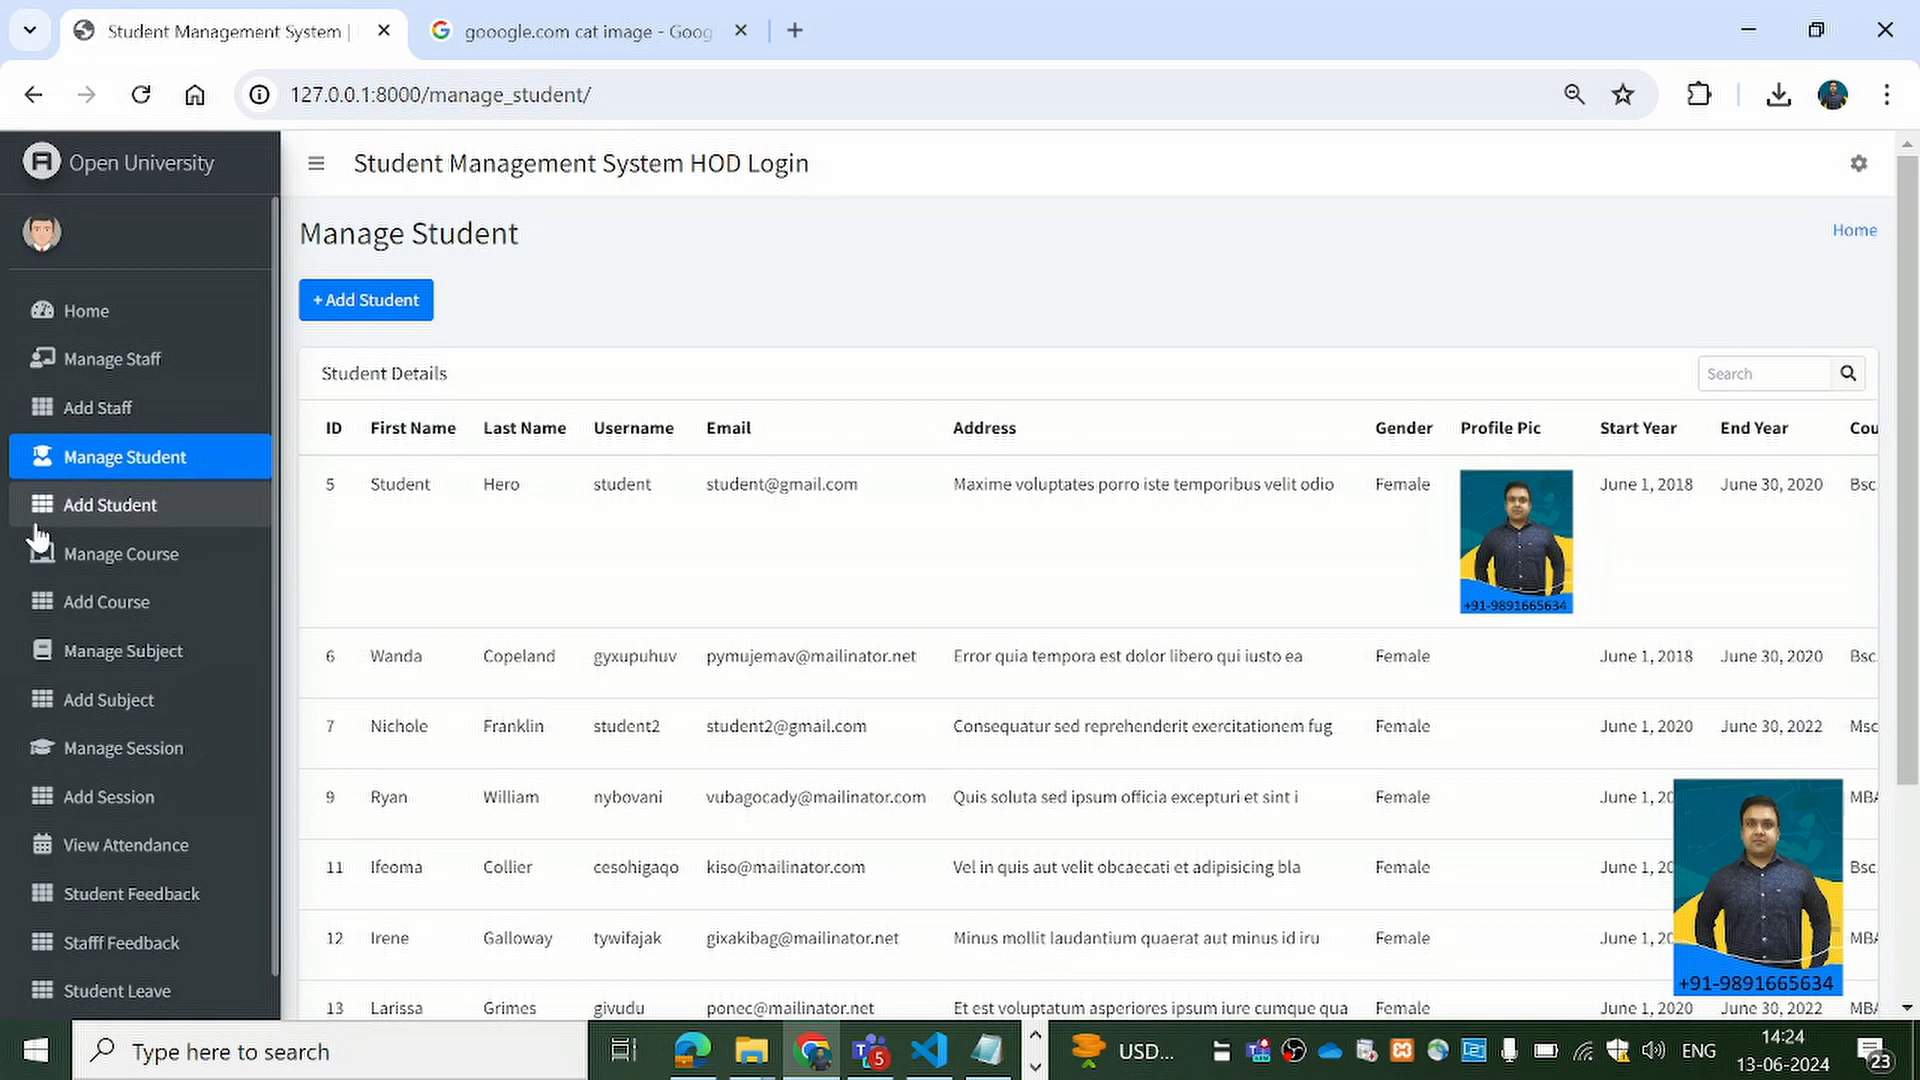 Student Management System |
gooogle.com cat image - Goog
127.0.0.1:8000/manage_student/
Open University
Student Management System HOD Login
Manage Student
Home
+ Add Student
Home
Manage Staff
Add Staff
Manage Student
Add Student
Manage Course
Add Course
Manage Subject
Add Subject
Manage Session
Add Session
View Attendance
Student Feedback
Stafff Feedback
Student Leave
Student Details
Search
ID First Name Last Name Username Email Address Gender Profile Pic Start Year End Year Cou
5 Student Hero student student@gmail.com Maxime voluptates porro iste temporibus velit odio Female June 1, 2018 June 30, 2020 Bsc.
+91-9891665634
6 Wanda Copeland gyxupuhuv pymujemav@mailinator.net Error quia tempora est dolor libero qui iusto ea Female June 1, 2018 June 30, 2020 Bsc.
7 Nichole Franklin student2 student2@gmail.com Consequatur sed reprehenderit exercitationem fug Female June 1, 2020 June 30, 2022 Msc
9 Ryan William nybovani vubagocady@mailinator.com Quis soluta sed ipsum officia excepturi et sint i Female June 1, 20 MBA
11 Ifeoma Collier cesohigaqo kiso@mailinator.com Vel in quis aut velit obcaecati et adipisicing bla Female June 1, 20 Bsc.
12 Irene Galloway tywifajak gixakibag@mailinator.net Minus mollit laudantium quaerat aut minus id iru Female June 1, 20 MBA
+91-9891665634
13 Larissa Grimes givudu ponec@mailinator.net Et est voluptatum asperiores ipsum iure cumque qua Female June 1, 2020 June 30, 2022 MBA
Type here to search
5
USD...
ENG
14:24
13-06-2024
23